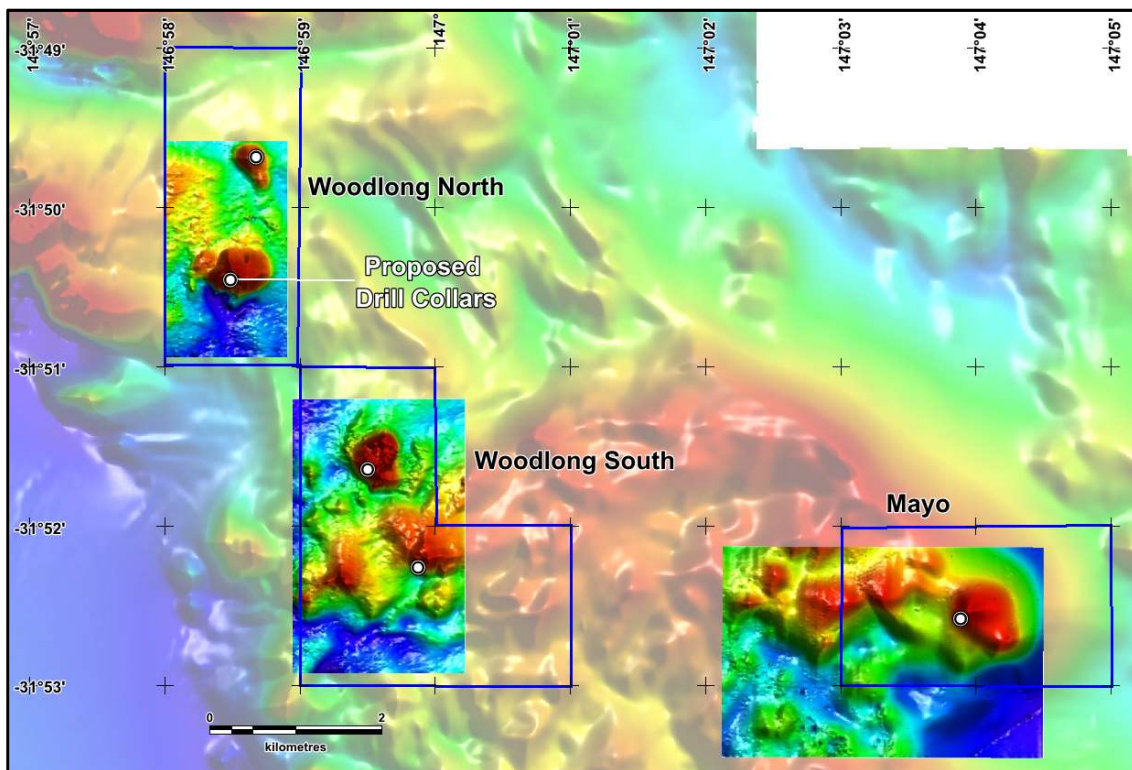 146°57'
146°58'
146°59'
147°
147°01'
147°02'
147°03'
147°04'
147°05'
-31°49'
Woodlong North
-31°50'
Proposed
Drill Collars
-31°51'
Woodlong South
Mayo
-31°52'
-31°53'
0 2
kilometres